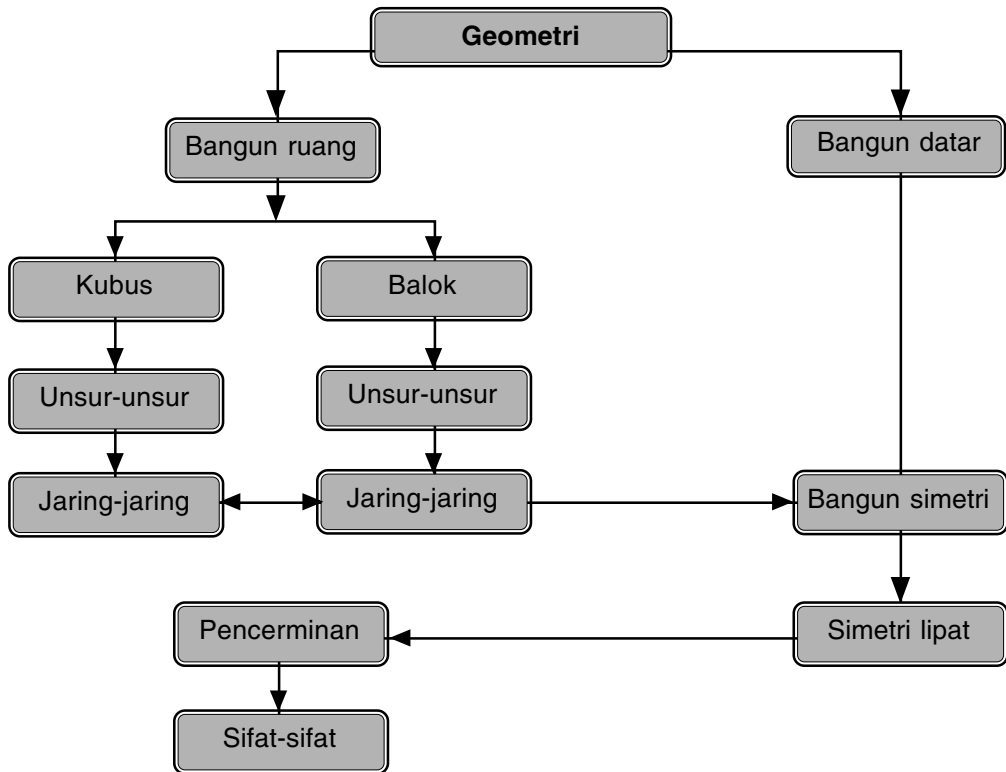 Geometri
Bangun ruang
Bangun datar
Kubus
Balok
Unsur-unsur
Unsur-unsur
Jaring-jaring
Jaring-jaring
Bangun simetri
Pencerminan
Simetri lipat
Sifat-sifat